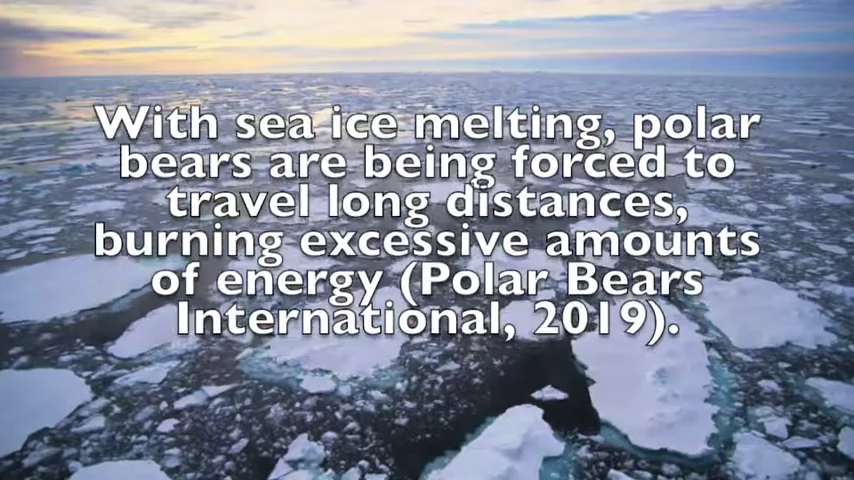 With sea ice melting, polar
bears are being forced to
travel long distances,
burning excessive amounts
of energy (Polar Bears
International, 2019).